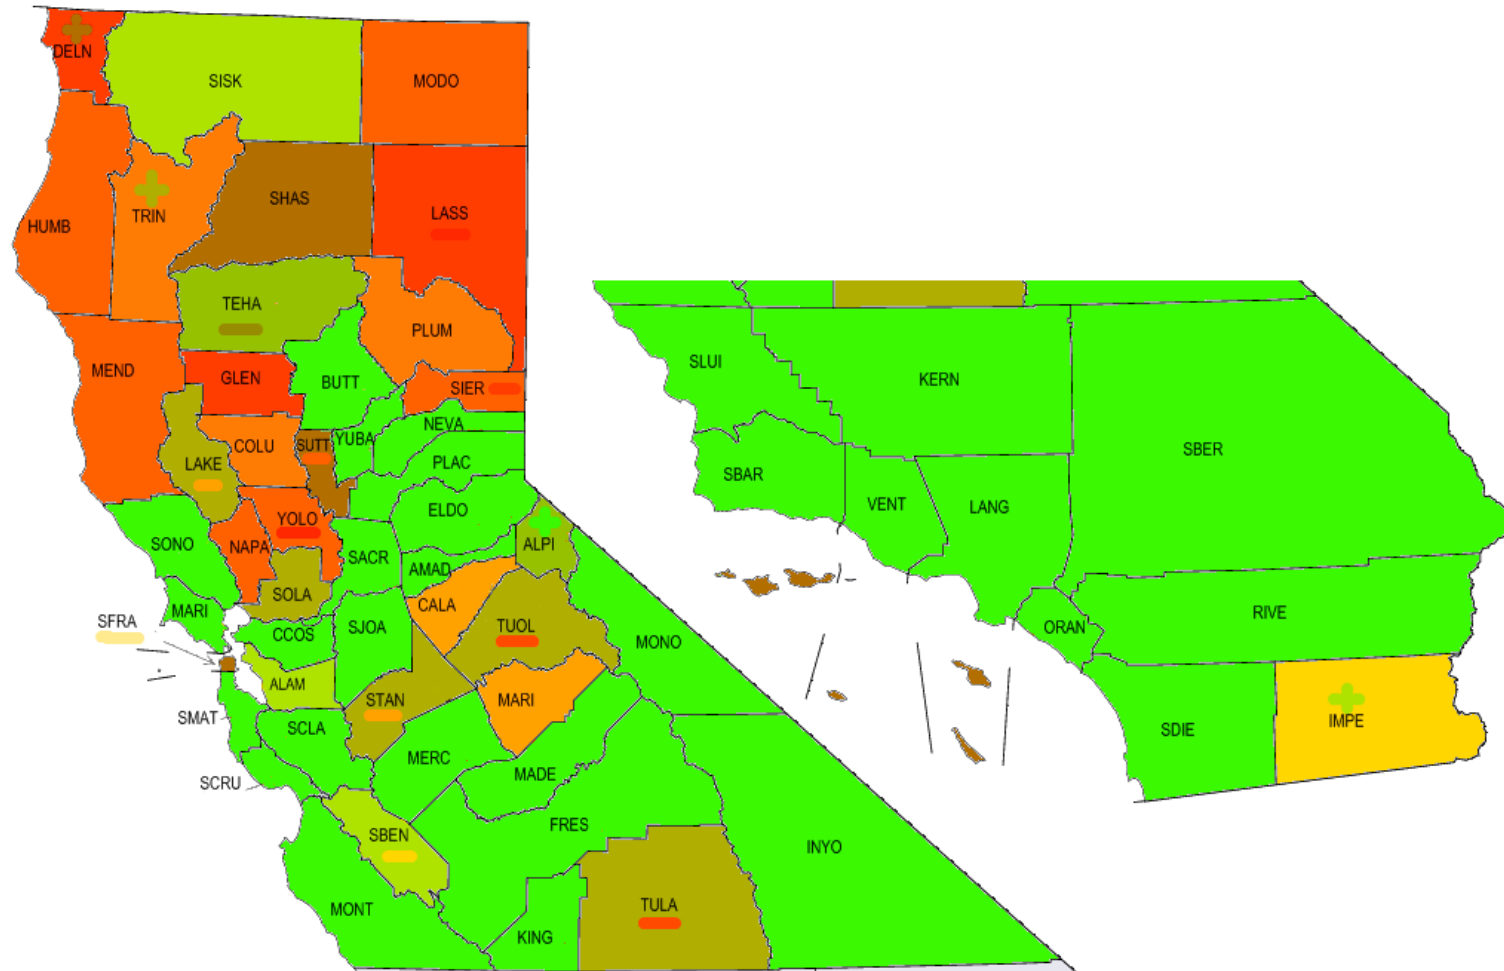 DELN
SISK
MODO
HUMB
TRIN
SHAS
LASS
TEHA
PLUM
MEND
GLEN
BUTT
SIER
LAKE
COLU
SUTT
YUBA
NEVA
PLAC
ELDO
YOLO
SONO
NAPA
SACR
AMAD
ALPI
SOLA
MARI
CALA
SFRA
CCOS
SJOA
TUOL
MONO
ALAM
STAN
MARI
SMAT
SCLA
MERC
MADE
SCRU
SBEN
FRES
INYO
MONT
KING
TULA
SLUI
KERN
SBER
SBAR
VENT
LANG
ORAN
RIVE
SDIE
IMPE